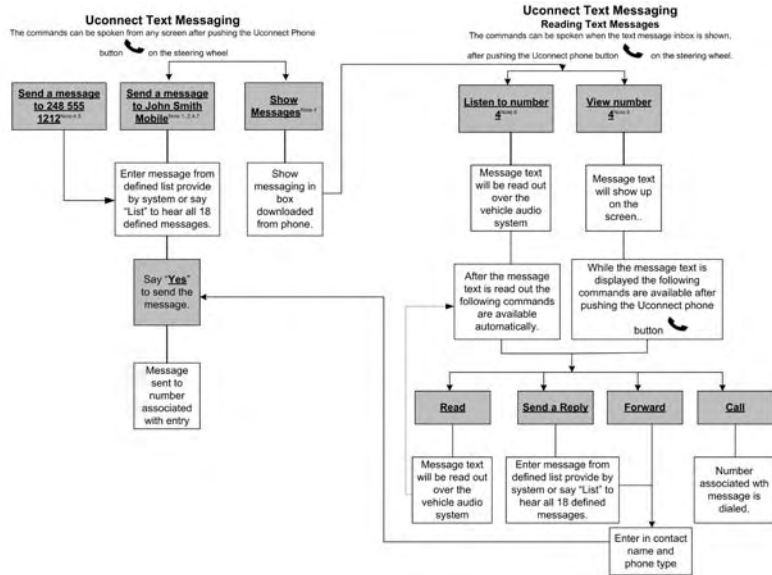 Uconnect Text Messaging
The commands can be spoken from any screen after pushing the Uconnect Phone
button on the steering wheel
Send a message
to 248 555
1212
Send a message
to John Smith
Mobile
Show
Messages
Enter message from
defined list provide
by system or say
“List” to hear all 18
defined messages.
Show
messaging in
box
downloaded
from phone.
Say “Yes”
to send the
message.
Message
sent to
number
associated
with entry
Uconnect Text Messaging
Reading Text Messages
The commands can be spoken when the text message inbox is shown,
after pushing the Uconnect phone button on the steering wheel.
Listen to number
4
View number
4
Message text
will be read out
over the
vehicle audio
system
Message text
will show up
on the
screen..
After the message
text is read out the
following commands
are available
automatically.
While the message text is
displayed the following
commands are available after
pushing the Uconnect phone
button
Read
Send a Reply
Forward
Call
Message text
will be read out
over the
vehicle audio
system
Enter message from
defined list provide by
system or say “List” to
hear all 18 defined
messages.
Number
associated wth
message is
dialed.
Enter in contact
name and
phone type